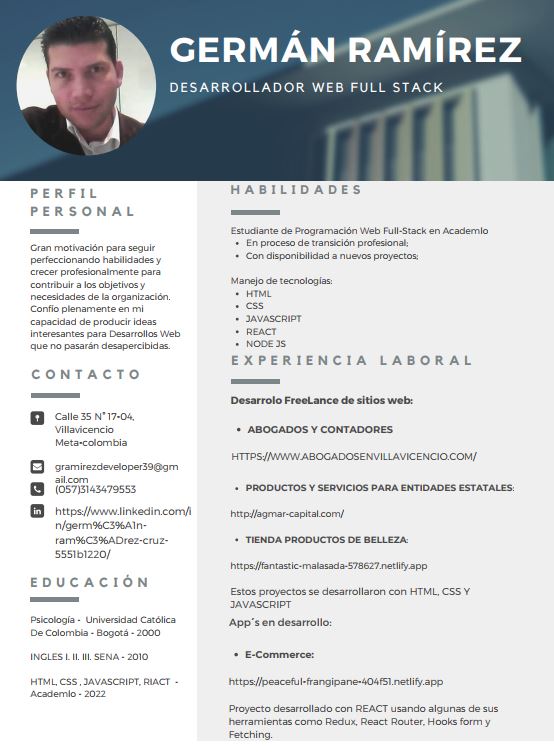 GERMÁN RAMÍREZ
DESARROLLADOR WEB FULL STACK
PERFIL
PERSONAL
Gran motivación para seguir
perfeccionando habilidades y
crecer profesionalmente para
contribuir a los objetivos y
necesidades de la organización.
Confío plenamente en mi
capacidad de producir ideas
interesantes para Desarrollos Web
que no pasarán desapercibidas.
CONTACTO
Calle 35 N°17-04,
Villavicencio
Meta-colombia
gramirezdeveloper39@gm
ail.com
(057)3143479553
https://www.linkedin.com/i
n/germ%C3%A1n-
ram%C3%ADrez-cruz-
5551b1220/
EDUCACIÓN
Psicología - Universidad Católica
De Colombia - Bogotá - 2000
INGLES I. II. III. SENA - 2010
HTML, CSS , JAVASCRIPT, RIACT -
Academlo - 2022
HABILIDADES
Estudiante de Programación Web Full-Stack en Academlo
• En proceso de transición profesional;
• Con disponibilidad a nuevos proyectos;
Manejo de tecnologías:
• HTML
• CSS
• JAVASCRIPT
• REACT
• NODE JS
EXPERIENCIA LABORAL
Desarrolo FreeLance de sitios web:
• ABOGADOS Y CONTADORES
HTTPS://WWW.ABOGADOSENVILLAVICENCIO.COM/
• PRODUCTOS Y SERVICIOS PARA ENTIDADES ESTATALES:
http://agmar-capital.com/
• TIENDA PRODUCTOS DE BELLEZA:
https://fantastic-malasada-578627.netlify.app
Estos proyectos se desarrollaron con HTML, CSS Y
JAVASCRIPT
App´s en desarrollo:
• E-Commerce:
https://peaceful-frangipane-404f51.netlify.app
Proyecto desarrollado con REACT usando algunas de sus
herramientas como Redux, React Router, Hooks form y
Fetching.